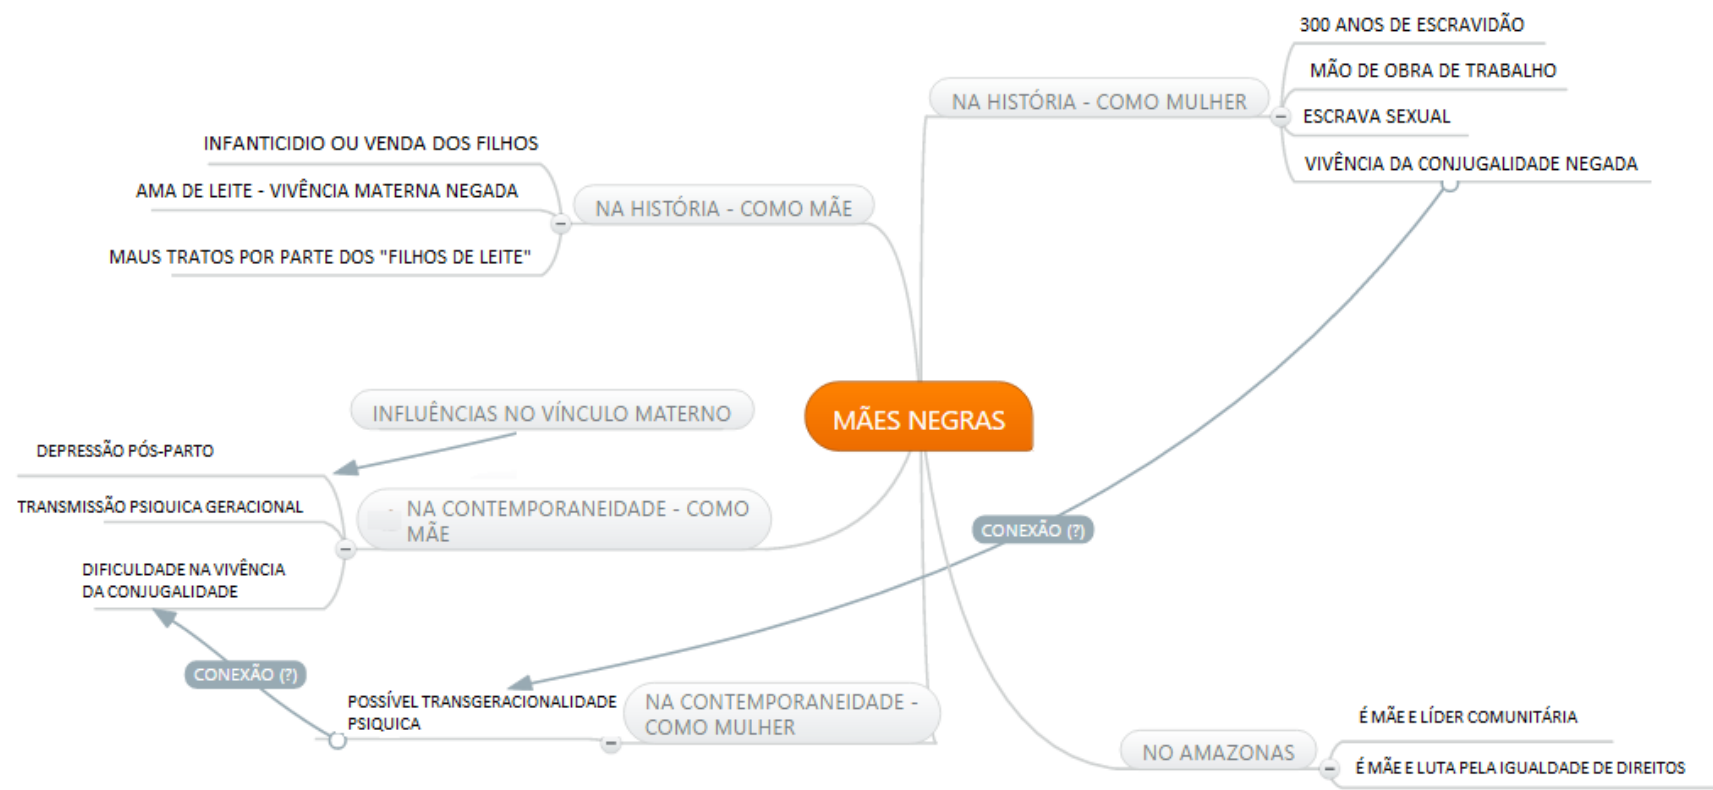 300 ANOS DE ESCRAVIDÃO
MÃO DE OBRA DE TRABALHO
NA HISTÓRIA - COMO MULHER
ESCRAVA SEXUAL
VIVÊNCIA DA CONJUGALIDADE NEGADA
INFANTICIDIO OU VENDA DOS FILHOS
AMA DE LEITE - VIVÊNCIA MATERNA NEGADA
NA HISTÓRIA - COMO MÃE
MAUS TRATOS POR PARTE DOS "FILHOS DE LEITE"
MÃES NEGRAS
INFLUÊNCIAS NO VÍNCULO MATERNO
DEPRESSÃO PÓS-PARTO
TRANSMISSÃO PSIQUICA GERACIONAL
NA CONTEMPORANEIDADE - COMO
MÃE
DIFICULDADE NA VIVÊNCIA
DA CONJUGALIDADE
CONEXÃO (?)
CONEXÃO (?)
POSSÍVEL TRANSGERACIONALIDADE
PSIQUICA
NA CONTEMPORANEIDADE -
COMO MULHER
É MÃE E LÍDER COMUNITÁRIA
NO AMAZONAS
É MÃE E LUTA PELA IGUALDADE DE DIREITOS